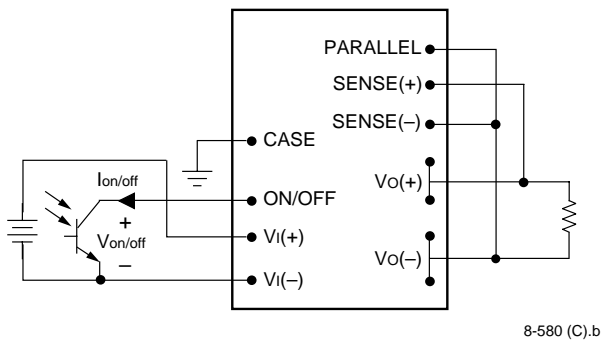 PARALLEL
SENSE(+)
SENSE(–)
CASE
Ion/off
ON/OFF
+
Von/off
–
VI(+)
VI(–)
VO(+)
VO(–)
8-580 (C).b